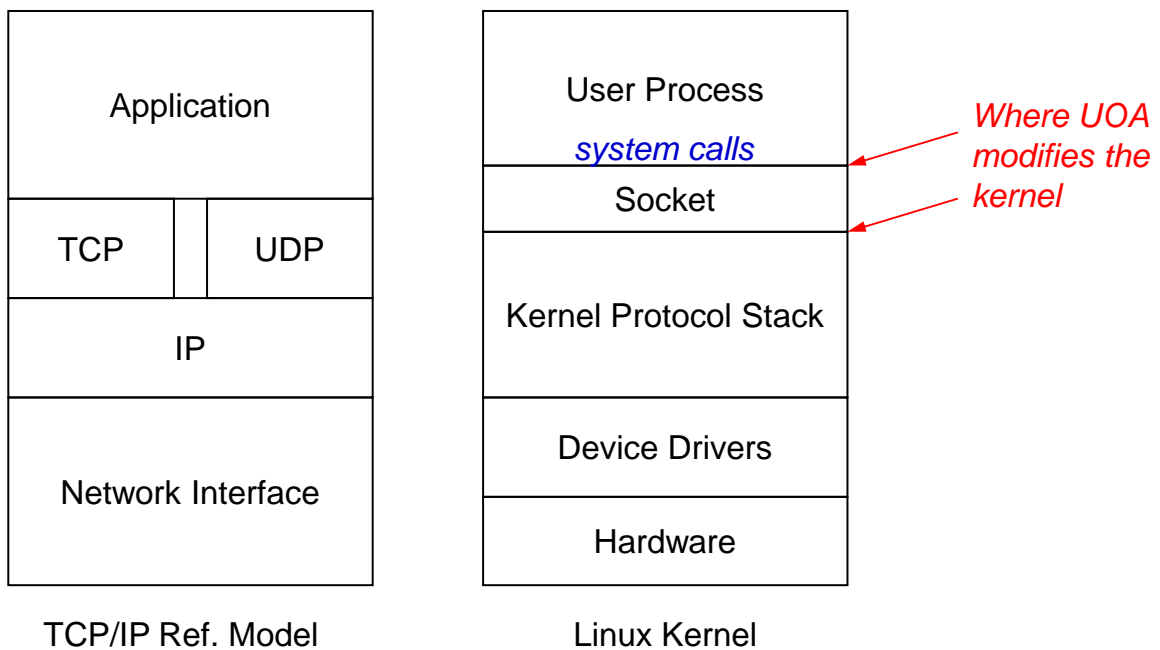 Application
TCP
UDP
IP
Network Interface
TCP/IP Ref. Model
User Process
system calls
Socket
Kernel Protocol Stack
Device Drivers
Hardware
Linux Kernel
Where UOA
modifies the
kernel